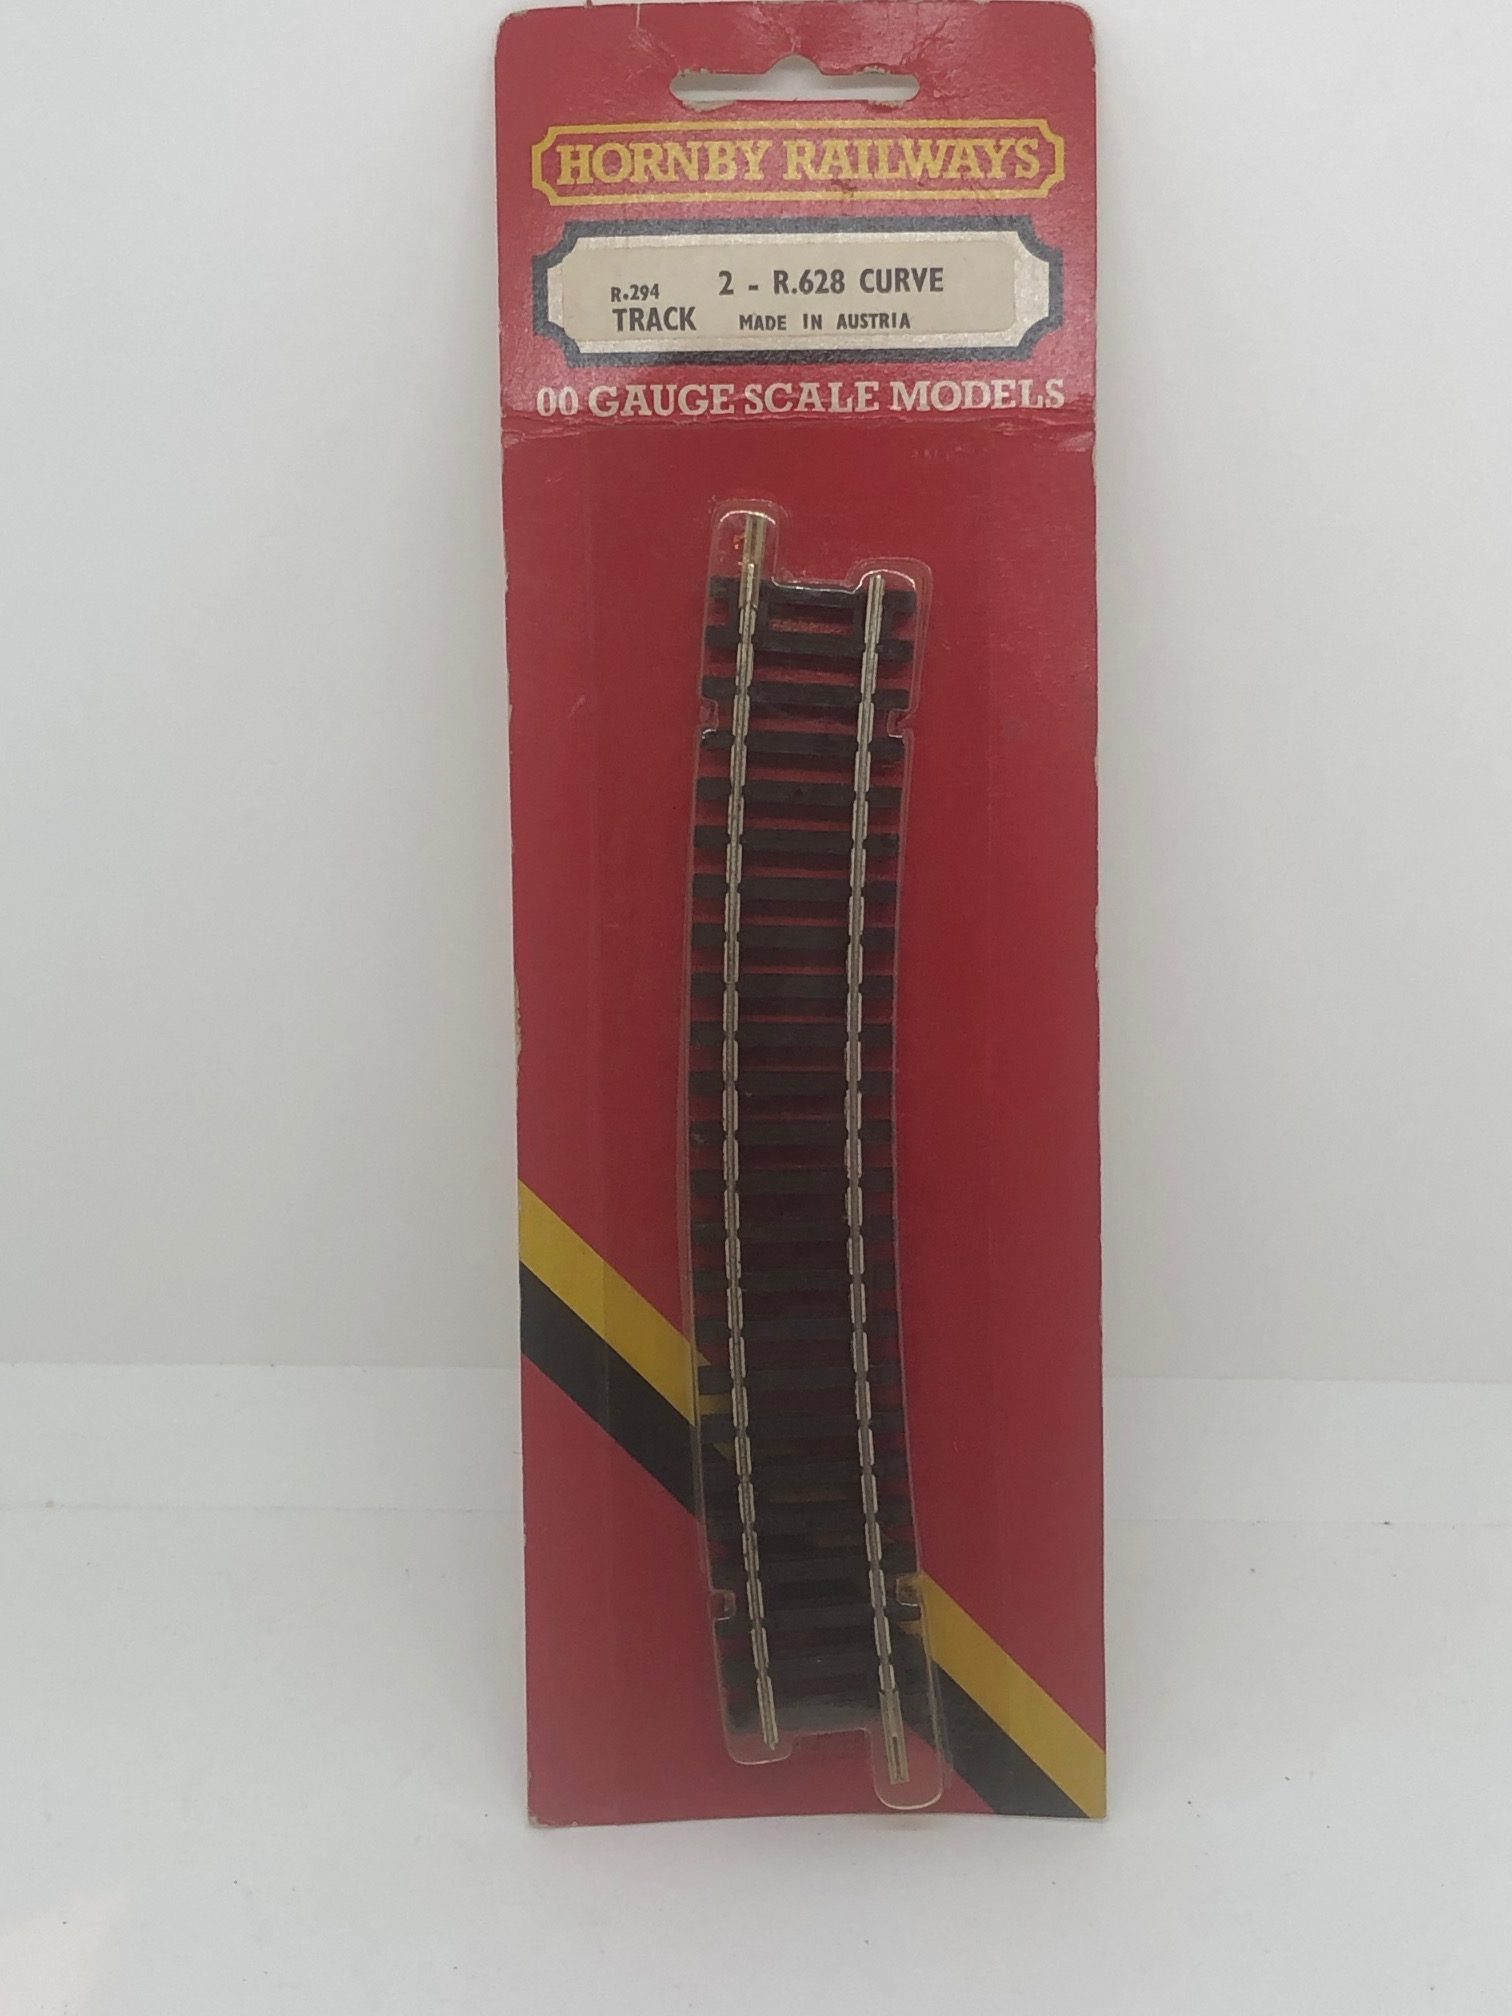 HORNBY RAILWAYS
2 - R.628 CURVE
R.294
TRACK MADE IN AUSTRIA
00 GAUGE SCALE MODELS